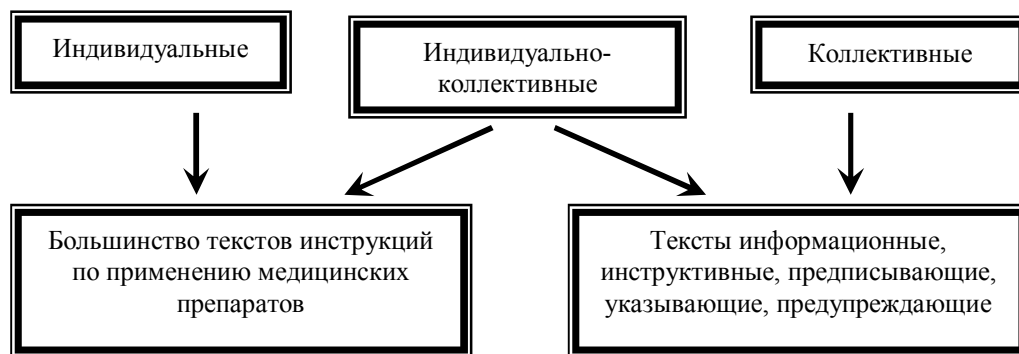 Индивидуальные
Индивидуально-
коллективные
Коллективные
Большинство текстов инструкций
по применению медицинских
препаратов
Тексты информационные,
инструктивные, предписывающие,
указывающие, предупреждающие